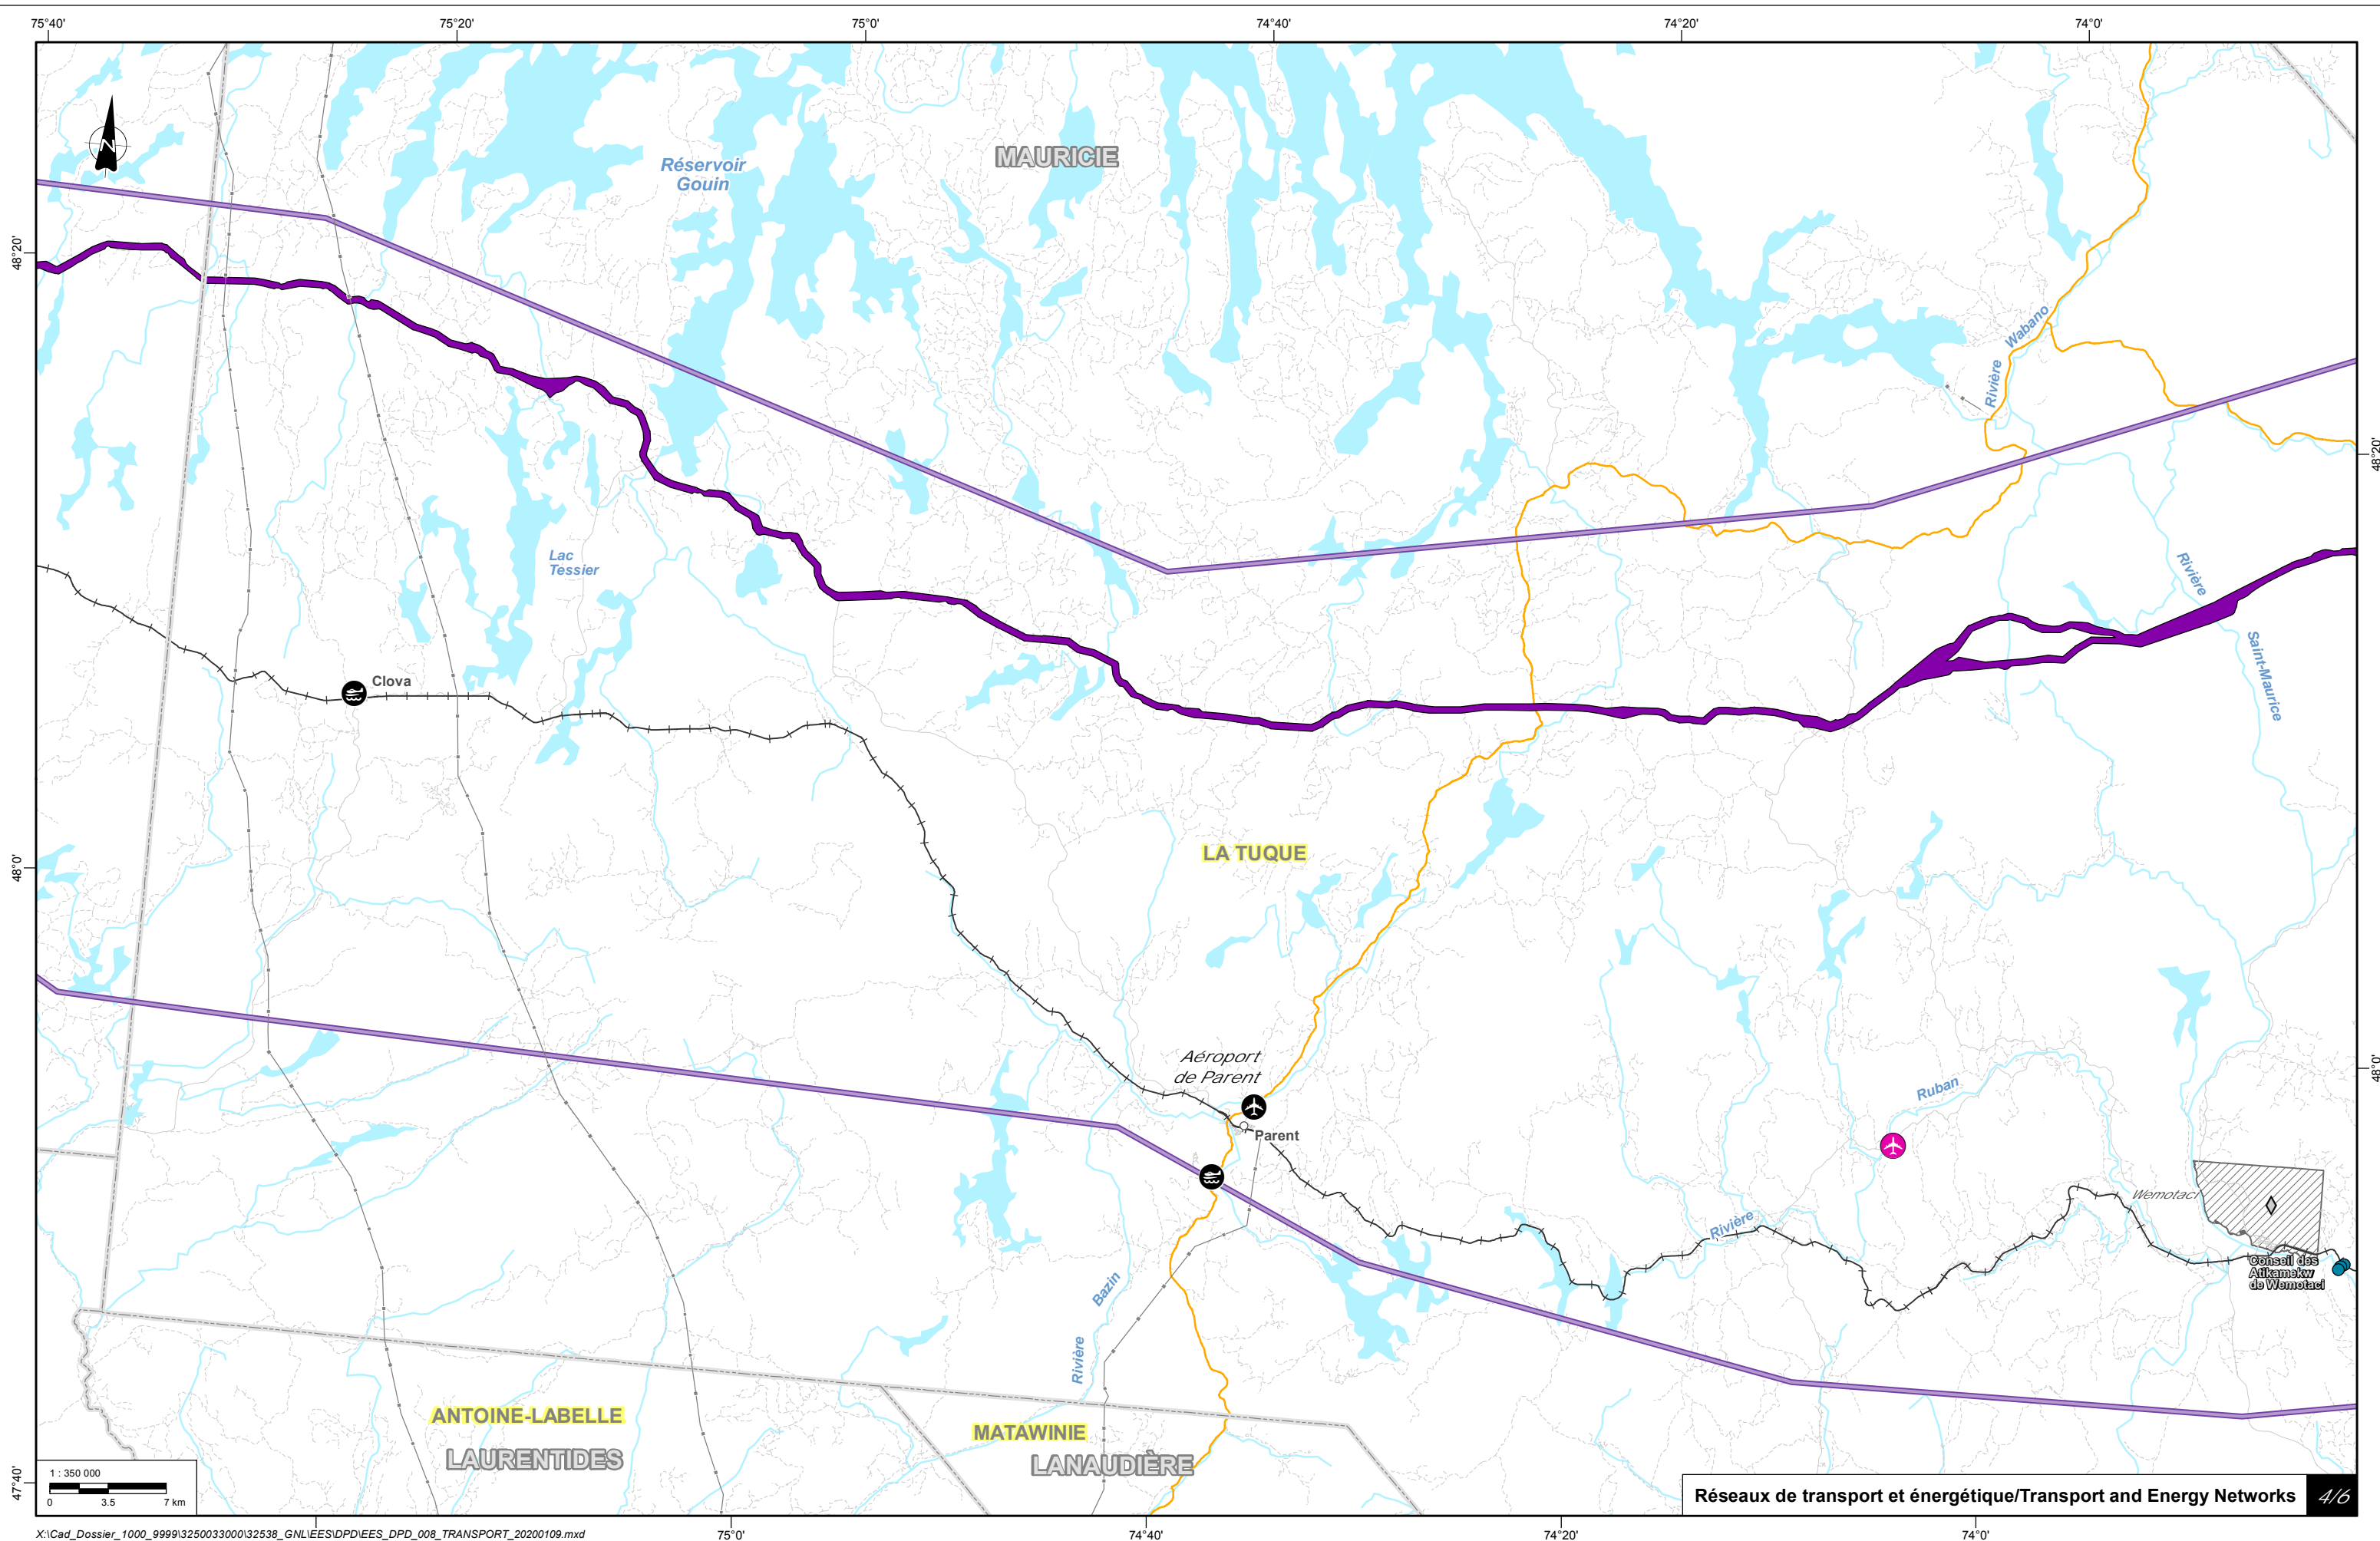 75°40'
75°20'
75°0'
74°40'
74°20'
74°0'
N
MAURICIE
Réservoir
Gouin
48°20'
Rivière
Wabano
48°20'
Lac
Tessier
Rivière
Saint-Maurice
Clova
LA TUQUE
48°0'
Aéroport
de Parent
48°0'
Ruban
Parent
Wemotaci
Rivière
Conseil des
Atikamekw
de Wemotaci
Bazin
Rivière
ANTOINE-LABELLE
MATAWINIE
LAURENTIDES
LANAUDIÈRE
47°40'
1 : 350 000
0 3.5 7 km
Réseaux de transport et énergétique/Transport and Energy Networks 4/6
X:\Cad_Dossier_1000_9999\3250033000\32538_GNL\EES\DPD\EES_DPD_008_TRANSPORT_20200109.mxd
75°0'
74°40'
74°20'
74°0'